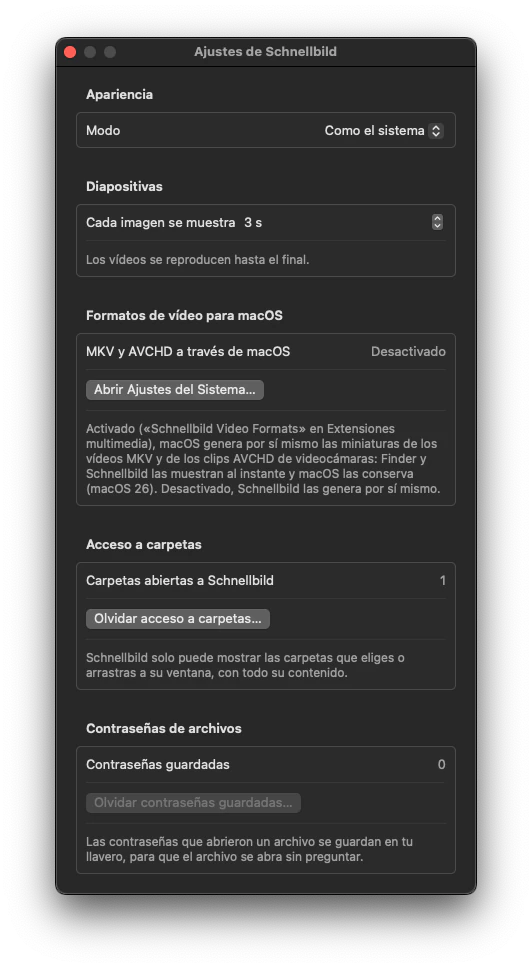 Ajustes de Schnellbild
Apariencia
Modo
Como el sistema
Diapositivas
Cada imagen se muestra 3 s
Los vídeos se reproducen hasta el final.
Formatos de vídeo para macOS
MKV y AVCHD a través de macOS
Desactivado
Abrir Ajustes del Sistema...
Activado («Schnellbild Video Formats» en Extensiones
multimedia), macOS genera por sí mismo las miniaturas de los
vídeos MKV y de los clips AVCHD de videocámaras: Finder y
Schnellbild las muestran al instante y macOS las conserva
(macOS 26). Desactivado, Schnellbild las genera por sí mismo.
Acceso a carpetas
Carpetas abiertas a Schnellbild
1
Olvidar acceso a carpetas...
Schnellbild solo puede mostrar las carpetas que eliges o
arrastras a su ventana, con todo su contenido.
Contraseñas de archivos
Contraseñas guardadas
0
Olvidar contraseñas guardadas...
Las contraseñas que abrieron un archivo se guardan en tu
llavero, para que el archivo se abra sin preguntar.